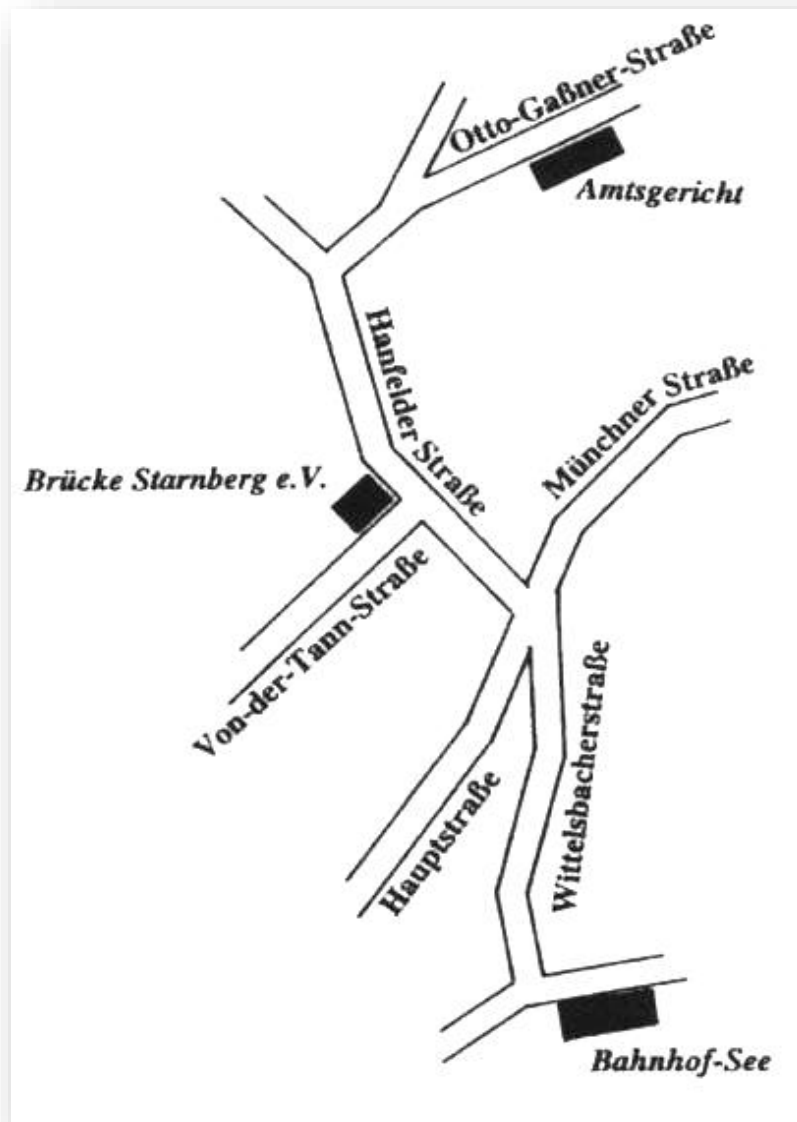 Otto-Gaßner-Straße
Amtsgericht
Hanfelder Straße
Münchner Straße
Brücke Starnberg e.V.
Von-der-Tann-Straße
Wittelsbacherstraße
Hauptstraße
Bahnhof-See